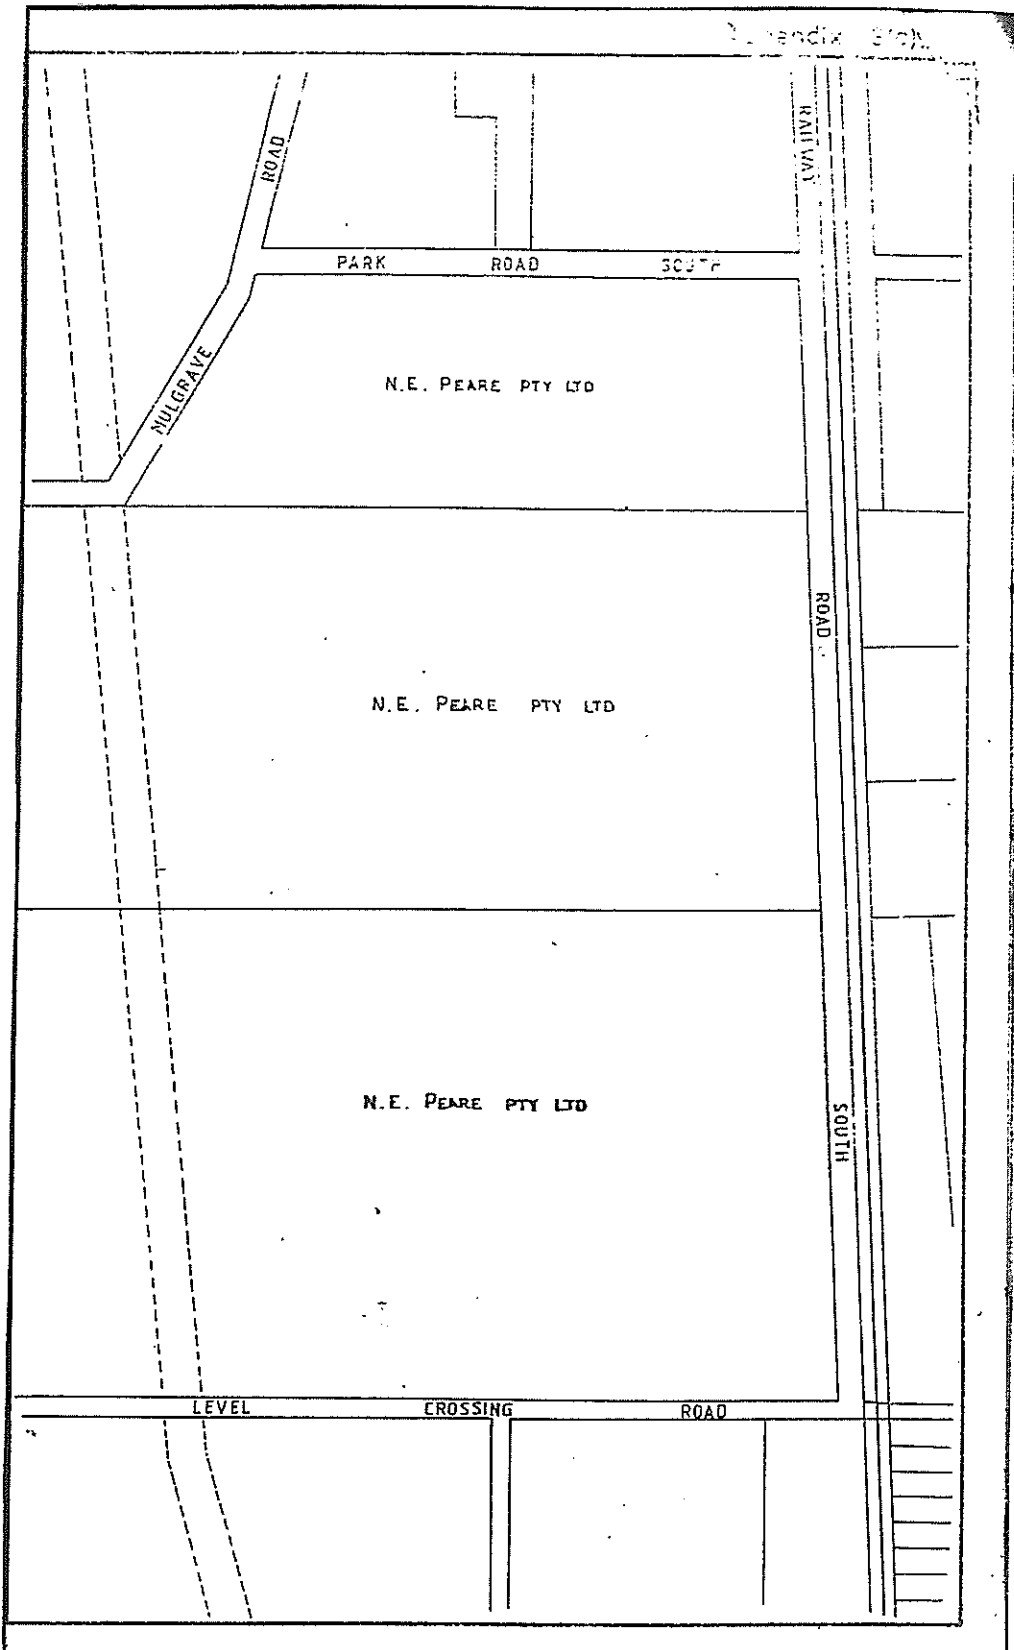 ROAD
RAILWAY
PARK ROAD SOUTH
MULGRAVE
N.E. PEARE PTY LTD
ROAD
N.E. PEARE PTY LTD
N.E. PEARE PTY LTD
SOUTH
LEVEL CROSSING ROAD